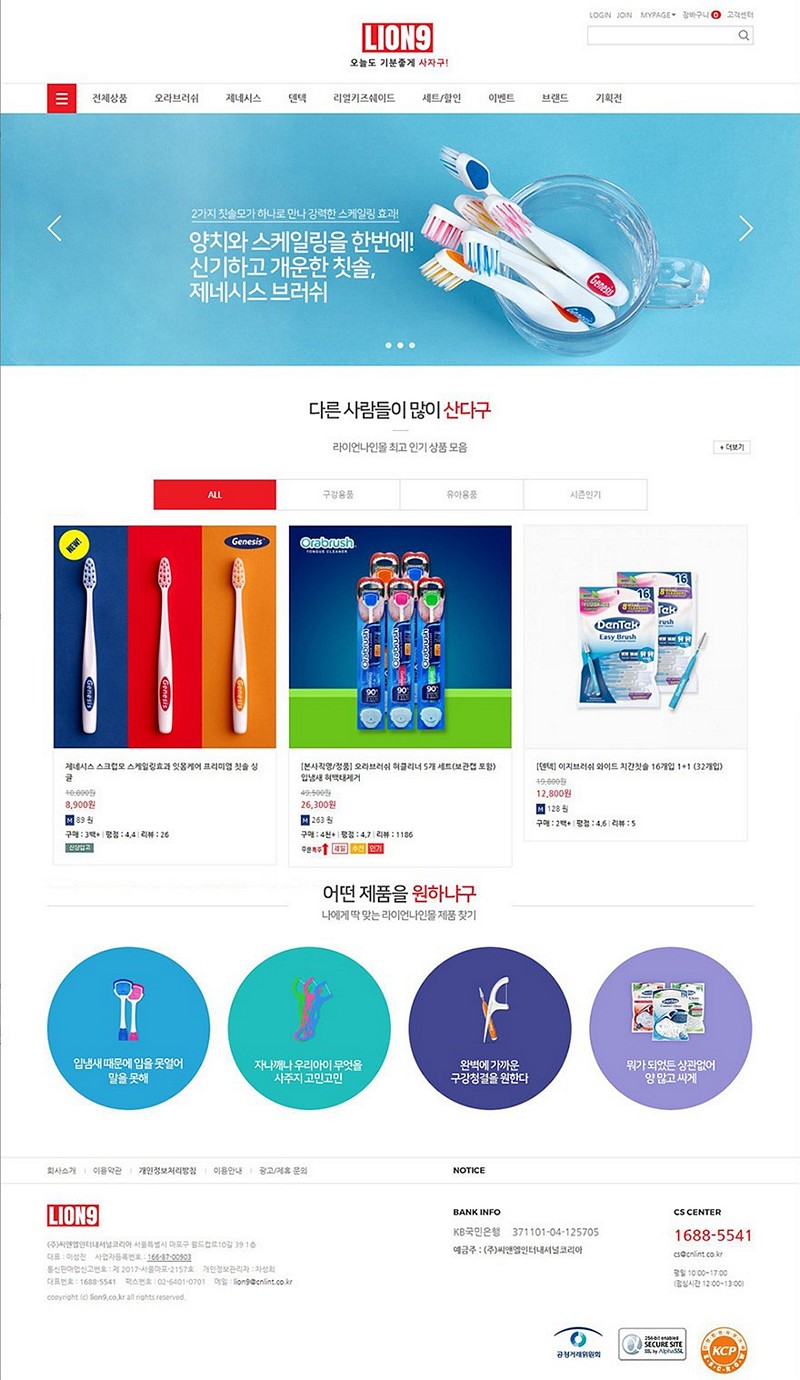 LOGIN JOIN MYPAGE 장바구니 0 고객센터
LION9
오늘도 기분좋게 사자구!
전체상품 오라브러쉬 제네시스 덴텍 리얼키즈쉐이드 세트/할인 이벤트 브랜드 기획전
2가지 칫솔모가 하나로 만나 강력한 스케일링 효과!
양치와 스케일링을 한번에!
신기하고 개운한 칫솔,
제네시스 브러쉬
Genesis
다른 사람들이 많이 산다구
라이언나인몰 최고 인기 상품 모음
+ 더보기
ALL 구강용품 유아용품 시즌인기
NEW!
Genesis
Genesis Genesis Genesis
Orabrush
TONGUE CLEANER
Orabrush Orabrush Orabrush
90° 90° 90°
16 16
DenTek
Easy Brush
제네시스 스크럽모 스케일링효과 잇몸케어 프리미엄 칫솔 싱
글
10,800원
8,900원
M 89 원
구매 : 3백+ | 평점 : 4,4 | 리뷰 : 26
신상입고
[본사직영/정품] 오라브러쉬 혀클리너 5개 세트(보관캡 포함)
입냄새 혀백태제거
49,500원
26,300원
M 263 원
구매 : 4천+ | 평점 : 4,7 | 리뷰 : 1186
주문폭주 세일 추천 인기
[덴텍] 이지브러쉬 와이드 치간칫솔 16개입 1+1 (32개입)
19,800원
12,800원
M 128 원
구매 : 2백+ | 평점 : 4,6 | 리뷰 : 5
어떤 제품을 원하냐구
나에게 딱 맞는 라이언나인몰 제품 찾기
입냄새 때문에 입을 못열어
말을 못해
자나깨나 우리아이 무엇을
사주지 고민고민
완벽에 가까운
구강청결을 원한다
뭐가 되었든 상관없어
양 많고 싸게
회사소개 이용약관 개인정보처리방침 이용안내 광고/제휴 문의
NOTICE
LION9
(주)씨앤엘인터내셔널코리아 서울특별시 마포구 월드컵로10길 39 1층
대표 : 이성진 사업자등록번호 : 166-87-00903
통신판매업신고번호 : 제 2017-서울마포-2157호 개인정보관리자 : 차성희
대표번호 : 1688-5541 팩스번호 : 02-6401-0701 메일 : lion9@cnlint.co.kr
copyright (c) lion9.co.kr all rights reserved.
BANK INFO
KB국민은행 371101-04-125705
예금주 : (주)씨앤엘인터내셔널코리아
CS CENTER
1688-5541
cs@cnlint.co.kr
평일 10:00~17:00
(점심시간 12:00~13:00)
공정거래위원회
256-bit enabled
SECURE SITE
SSL by AlphaSSL
KCP
ESCROW